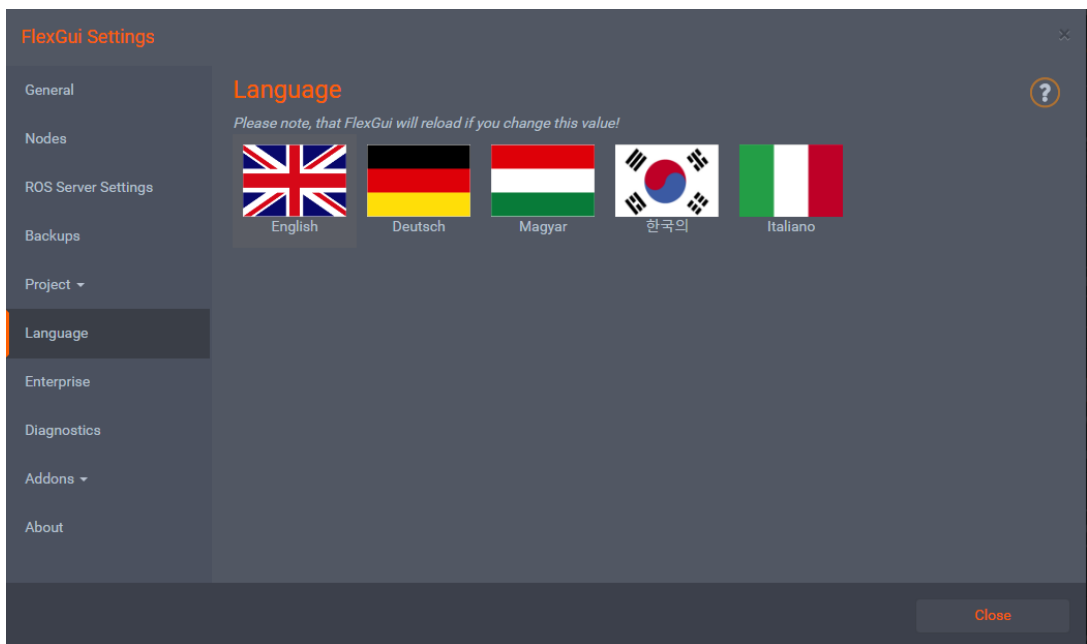 FlexGui Settings
×
General
Nodes
ROS Server Settings
Backups
Project
Language
Enterprise
Diagnostics
Addons
About
Language
?
Please note, that FlexGui will reload if you change this value!
English Deutsch Magyar 한국의 Italiano
Close